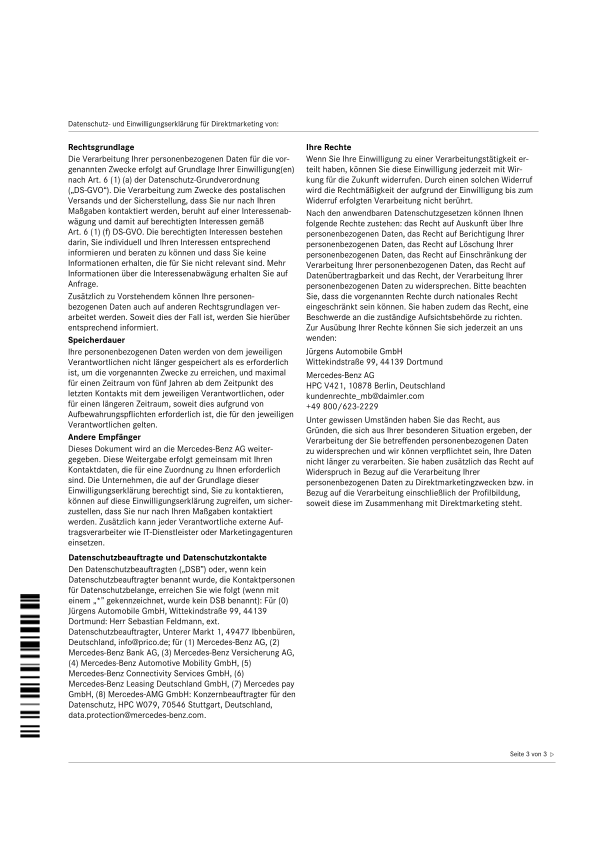 Datenschutz- und Einwilligungserklärung für Direktmarketing von:
Rechtsgrundlage
Die Verarbeitung Ihrer personenbezogenen Daten für die vor-
genannten Zwecke erfolgt auf Grundlage Ihrer Einwilligung(en)
nach Art. 6 (1) (a) der Datenschutz-Grundverordnung
(„DS-GVO“). Die Verarbeitung zum Zwecke des postalischen
Versands und der Sicherstellung, dass Sie nur nach Ihren
Maßgaben kontaktiert werden, beruht auf einer Interessenab-
wägung und damit auf berechtigten Interessen gemäß
Art. 6 (1) (f) DS-GVO. Die berechtigten Interessen bestehen
darin, Sie individuell und Ihren Interessen entsprechend
informieren und beraten zu können und dass Sie keine
Informationen erhalten, die für Sie nicht relevant sind. Mehr
Informationen über die Interessenabwägung erhalten Sie auf
Anfrage.
Zusätzlich zu Vorstehendem können Ihre personen-
bezogenen Daten auch auf anderen Rechtsgrundlagen ver-
arbeitet werden. Soweit dies der Fall ist, werden Sie hierüber
entsprechend informiert.
Speicherdauer
Ihre personenbezogenen Daten werden von dem jeweiligen
Verantwortlichen nicht länger gespeichert als es erforderlich
ist, um die vorgenannten Zwecke zu erreichen, und maximal
für einen Zeitraum von fünf Jahren ab dem Zeitpunkt des
letzten Kontakts mit dem jeweiligen Verantwortlichen, oder
für einen längeren Zeitraum, soweit dies aufgrund von
Aufbewahrungspflichten erforderlich ist, die für den jeweiligen
Verantwortlichen gelten.
Andere Empfänger
Dieses Dokument wird an die Mercedes-Benz AG weiter-
gegeben. Diese Weitergabe erfolgt gemeinsam mit Ihren
Kontaktdaten, die für eine Zuordnung zu Ihnen erforderlich
sind. Die Unternehmen, die auf der Grundlage dieser
Einwilligungserklärung berechtigt sind, Sie zu kontaktieren,
können auf diese Einwilligungserklärung zugreifen, um sicher-
zustellen, dass Sie nur nach Ihren Maßgaben kontaktiert
werden. Zusätzlich kann jeder Verantwortliche externe Auf-
tragsverarbeiter wie IT-Dienstleister oder Marketingagenturen
einsetzen.
Datenschutzbeauftragte und Datenschutzkontakte
Den Datenschutzbeauftragten („DSB“) oder, wenn kein
Datenschutzbeauftragter benannt wurde, die Kontaktpersonen
für Datenschutzbelange, erreichen Sie wie folgt (wenn mit
einem „*“ gekennzeichnet, wurde kein DSB benannt): Für (0)
Jürgens Automobile GmbH, Wittekindstraße 99, 44139
Dortmund: Herr Sebastian Feldmann, ext.
Datenschutzbeauftragter, Unterer Markt 1, 49477 Ibbenbüren,
Deutschland, info@prico.de; für (1) Mercedes-Benz AG, (2)
Mercedes-Benz Bank AG, (3) Mercedes-Benz Versicherung AG,
(4) Mercedes-Benz Automotive Mobility GmbH, (5)
Mercedes-Benz Connectivity Services GmbH, (6)
Mercedes-Benz Leasing Deutschland GmbH, (7) Mercedes pay
GmbH, (8) Mercedes-AMG GmbH: Konzernbeauftragter für den
Datenschutz, HPC W079, 70546 Stuttgart, Deutschland,
data.protection@mercedes-benz.com.
Ihre Rechte
Wenn Sie Ihre Einwilligung zu einer Verarbeitungstätigkeit er-
teilt haben, können Sie diese Einwilligung jederzeit mit Wir-
kung für die Zukunft widerrufen. Durch einen solchen Widerruf
wird die Rechtmäßigkeit der aufgrund der Einwilligung bis zum
Widerruf erfolgten Verarbeitung nicht berührt.
Nach den anwendbaren Datenschutzgesetzen können Ihnen
folgende Rechte zustehen: das Recht auf Auskunft über Ihre
personenbezogenen Daten, das Recht auf Berichtigung Ihrer
personenbezogenen Daten, das Recht auf Löschung Ihrer
personenbezogenen Daten, das Recht auf Einschränkung der
Verarbeitung Ihrer personenbezogenen Daten, das Recht auf
Datenübertragbarkeit und das Recht, der Verarbeitung Ihrer
personenbezogenen Daten zu widersprechen. Bitte beachten
Sie, dass die vorgenannten Rechte durch nationales Recht
eingeschränkt sein können. Sie haben zudem das Recht, eine
Beschwerde an die zuständige Aufsichtsbehörde zu richten.
Zur Ausübung Ihrer Rechte können Sie sich jederzeit an uns
wenden:
Jürgens Automobile GmbH
Wittekindstraße 99, 44139 Dortmund
Mercedes-Benz AG
HPC V421, 10878 Berlin, Deutschland
kundenrechte_mb@daimler.com
+49 800/623-2229
Unter gewissen Umständen haben Sie das Recht, aus
Gründen, die sich aus Ihrer besonderen Situation ergeben, der
Verarbeitung der Sie betreffenden personenbezogenen Daten
zu widersprechen und wir können verpflichtet sein, Ihre Daten
nicht länger zu verarbeiten. Sie haben zusätzlich das Recht auf
Widerspruch in Bezug auf die Verarbeitung Ihrer
personenbezogenen Daten zu Direktmarketingzwecken bzw. in
Bezug auf die Verarbeitung einschließlich der Profilbildung,
soweit diese im Zusammenhang mit Direktmarketing steht.
Seite 3 von 3 ▷